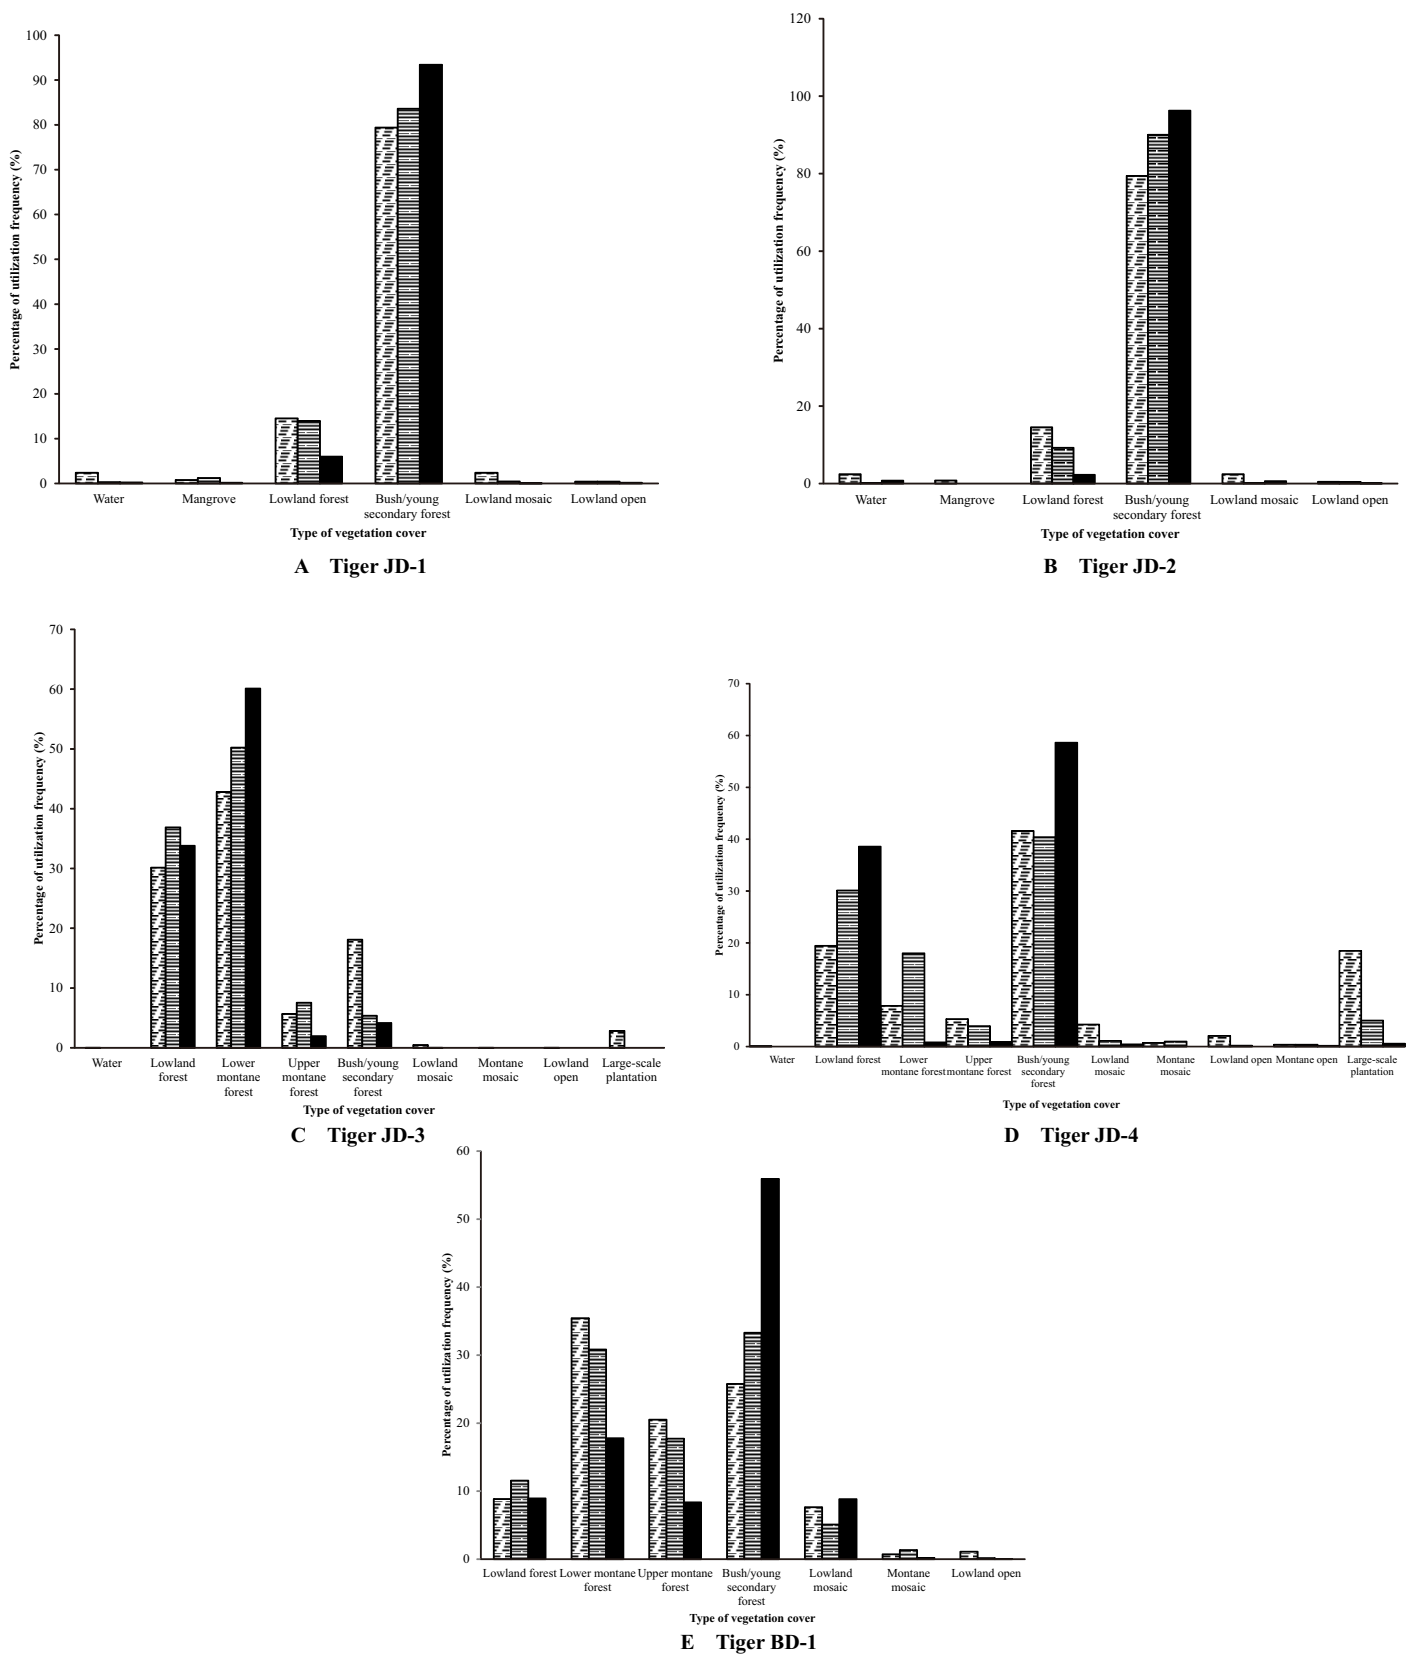 100
90
80
70
60
50
40
30
20
10
0
Percentage of utilization frequency (%)
Water
Mangrove
Lowland forest
Bush/young
secondary forest
Lowland mosaic
Lowland open
Type of vegetation cover
A Tiger JD-1
120
100
80
60
40
20
0
Percentage of utilization frequency (%)
Water
Mangrove
Lowland forest
Bush/young
secondary forest
Lowland mosaic
Lowland open
Type of vegetation cover
B Tiger JD-2
70
60
50
40
30
20
10
0
Percentage of utilization frequency (%)
Water
Lowland
forest
Lower
montane
forest
Upper
montane
forest
Bush/young
secondary
forest
Lowland
mosaic
Montane
mosaic
Lowland
open
Large-scale
plantation
Type of vegetation cover
C Tiger JD-3
70
60
50
40
30
20
10
0
Percentage of utilization frequency (%)
Water
Lowland forest
Lower
montane forest
Upper
montane forest
Bush/young
secondary
forest
Lowland
mosaic
Montane
mosaic
Lowland open
Montane open
Large-scale
plantation
Type of vegetation cover
D Tiger JD-4
60
50
40
30
20
10
0
Percentage of utilization frequency (%)
Lowland forest
Lower montane
forest
Upper montane
forest
Bush/young
secondary
forest
Lowland
mosaic
Montane
mosaic
Lowland open
Type of vegetation cover
E Tiger BD-1